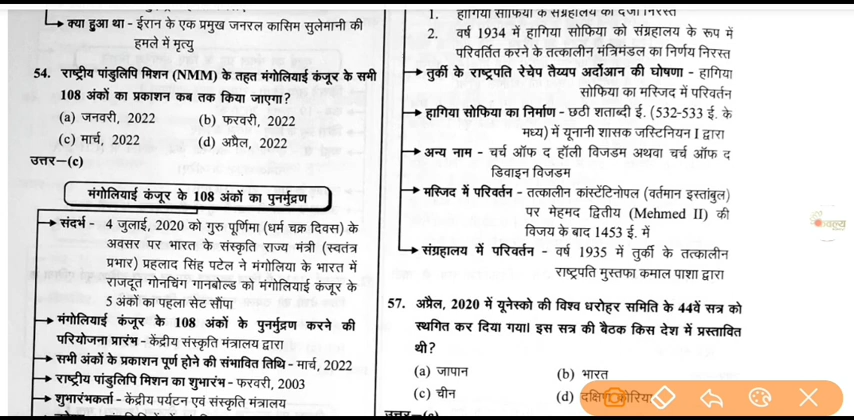 → क्या हुआ था - ईरान के एक प्रमुख जनरल कासिम सुलेमानी की
हमले में मृत्यु
54. राष्ट्रीय पांडुलिपि मिशन (NMM) के तहत मंगोलियाई कंजूर के सभी
108 अंकों का प्रकाशन कब तक किया जाएगा?
(a) जनवरी, 2022 (b) फरवरी, 2022
(c) मार्च, 2022 (d) अप्रैल, 2022
उत्तर–(c)
मंगोलियाई कंजूर के 108 अंकों का पुनर्मुद्रण
→ संदर्भ - 4 जुलाई, 2020 को गुरु पूर्णिमा (धर्म चक्र दिवस) के
अवसर पर भारत के संस्कृति राज्य मंत्री (स्वतंत्र
प्रभार) प्रहलाद सिंह पटेल ने मंगोलिया के भारत में
राजदूत गोनचिंग गानबोल्ड को मंगोलियाई कंजूर के
5 अंकों का पहला सेट सौंपा
→ मंगोलियाई कंजूर के 108 अंकों के पुनर्मुद्रण करने की
परियोजना प्रारंभ - केंद्रीय संस्कृति मंत्रालय द्वारा
→ सभी अंकों के प्रकाशन पूर्ण होने की संभावित तिथि - मार्च, 2022
→ राष्ट्रीय पांडुलिपि मिशन का शुभारंभ - फरवरी, 2003
→ शुभारंभकर्ता - केंद्रीय पर्यटन एवं संस्कृति मंत्रालय
1. हागिया सोफिया के संग्रहालय का दर्जा निरस्त
2. वर्ष 1934 में हागिया सोफिया को संग्रहालय के रूप में
परिवर्तित करने के तत्कालीन मंत्रिमंडल का निर्णय निरस्त
→ तुर्की के राष्ट्रपति रेचेप तैय्यप अर्दोआन की घोषणा - हागिया
सोफिया का मस्जिद में परिवर्तन
→ हागिया सोफिया का निर्माण - छठी शताब्दी ई. (532-533 ई. के
मध्य) में यूनानी शासक जस्टिनियन I द्वारा
→ अन्य नाम - चर्च ऑफ द हॉली विजडम अथवा चर्च ऑफ द
डिवाइन विजडम
→ मस्जिद में परिवर्तन - तत्कालीन कांस्टेंटिनोपल (वर्तमान इस्तांबुल)
पर मेहमद द्वितीय (Mehmed II) की
विजय के बाद 1453 ई. में
→ संग्रहालय में परिवर्तन - वर्ष 1935 में तुर्की के तत्कालीन
राष्ट्रपति मुस्तफा कमाल पाशा द्वारा
57. अप्रैल, 2020 में यूनेस्को की विश्व धरोहर समिति के 44वें सत्र को
स्थगित कर दिया गया। इस सत्र की बैठक किस देश में प्रस्तावित
थी?
(a) जापान (b) भारत
(c) चीन (d) दक्षिण कोरिया